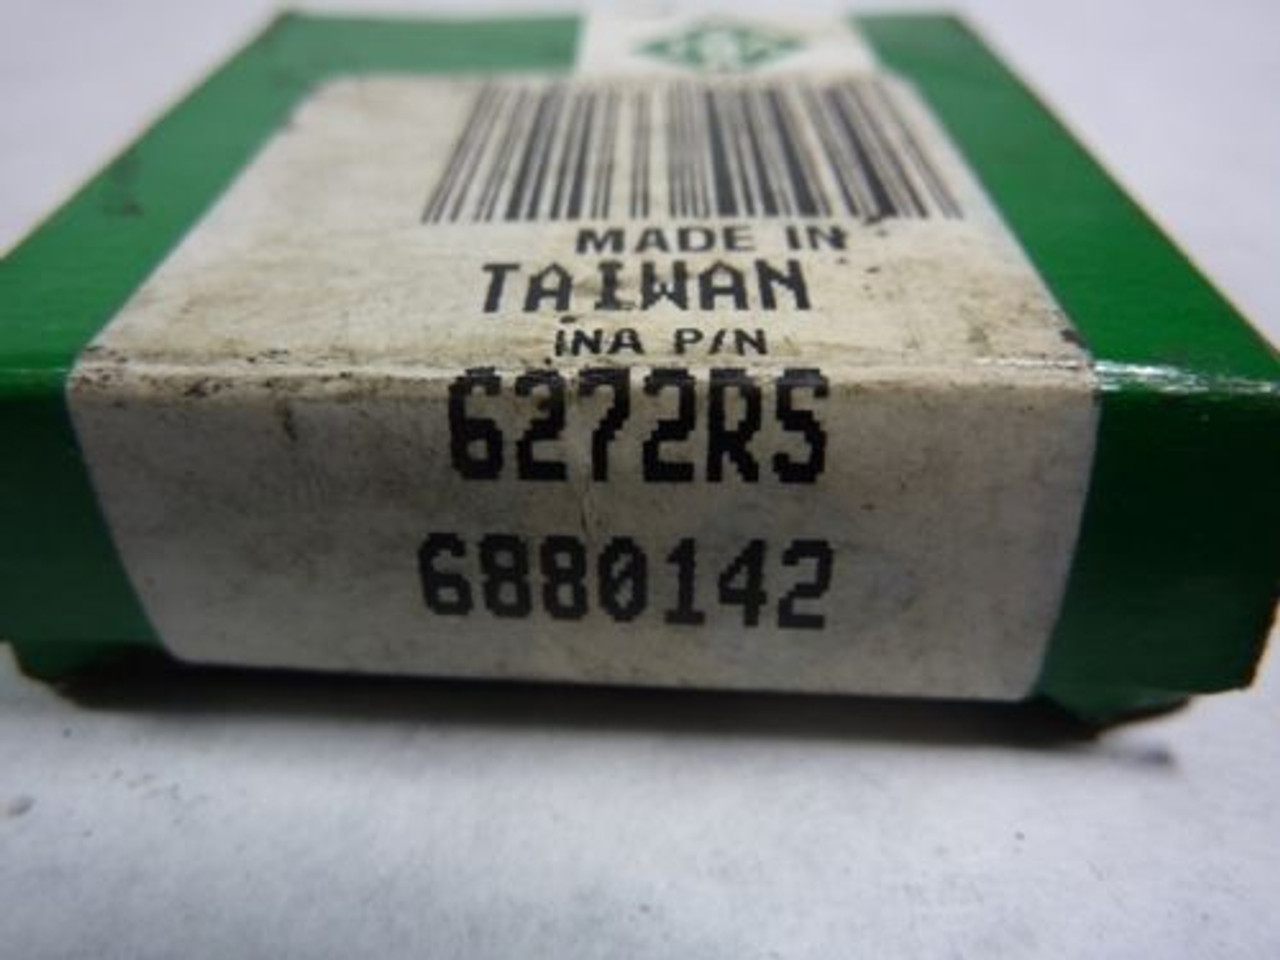 MADE IN
TAIWAN
INA P/N
6272RS
6880142